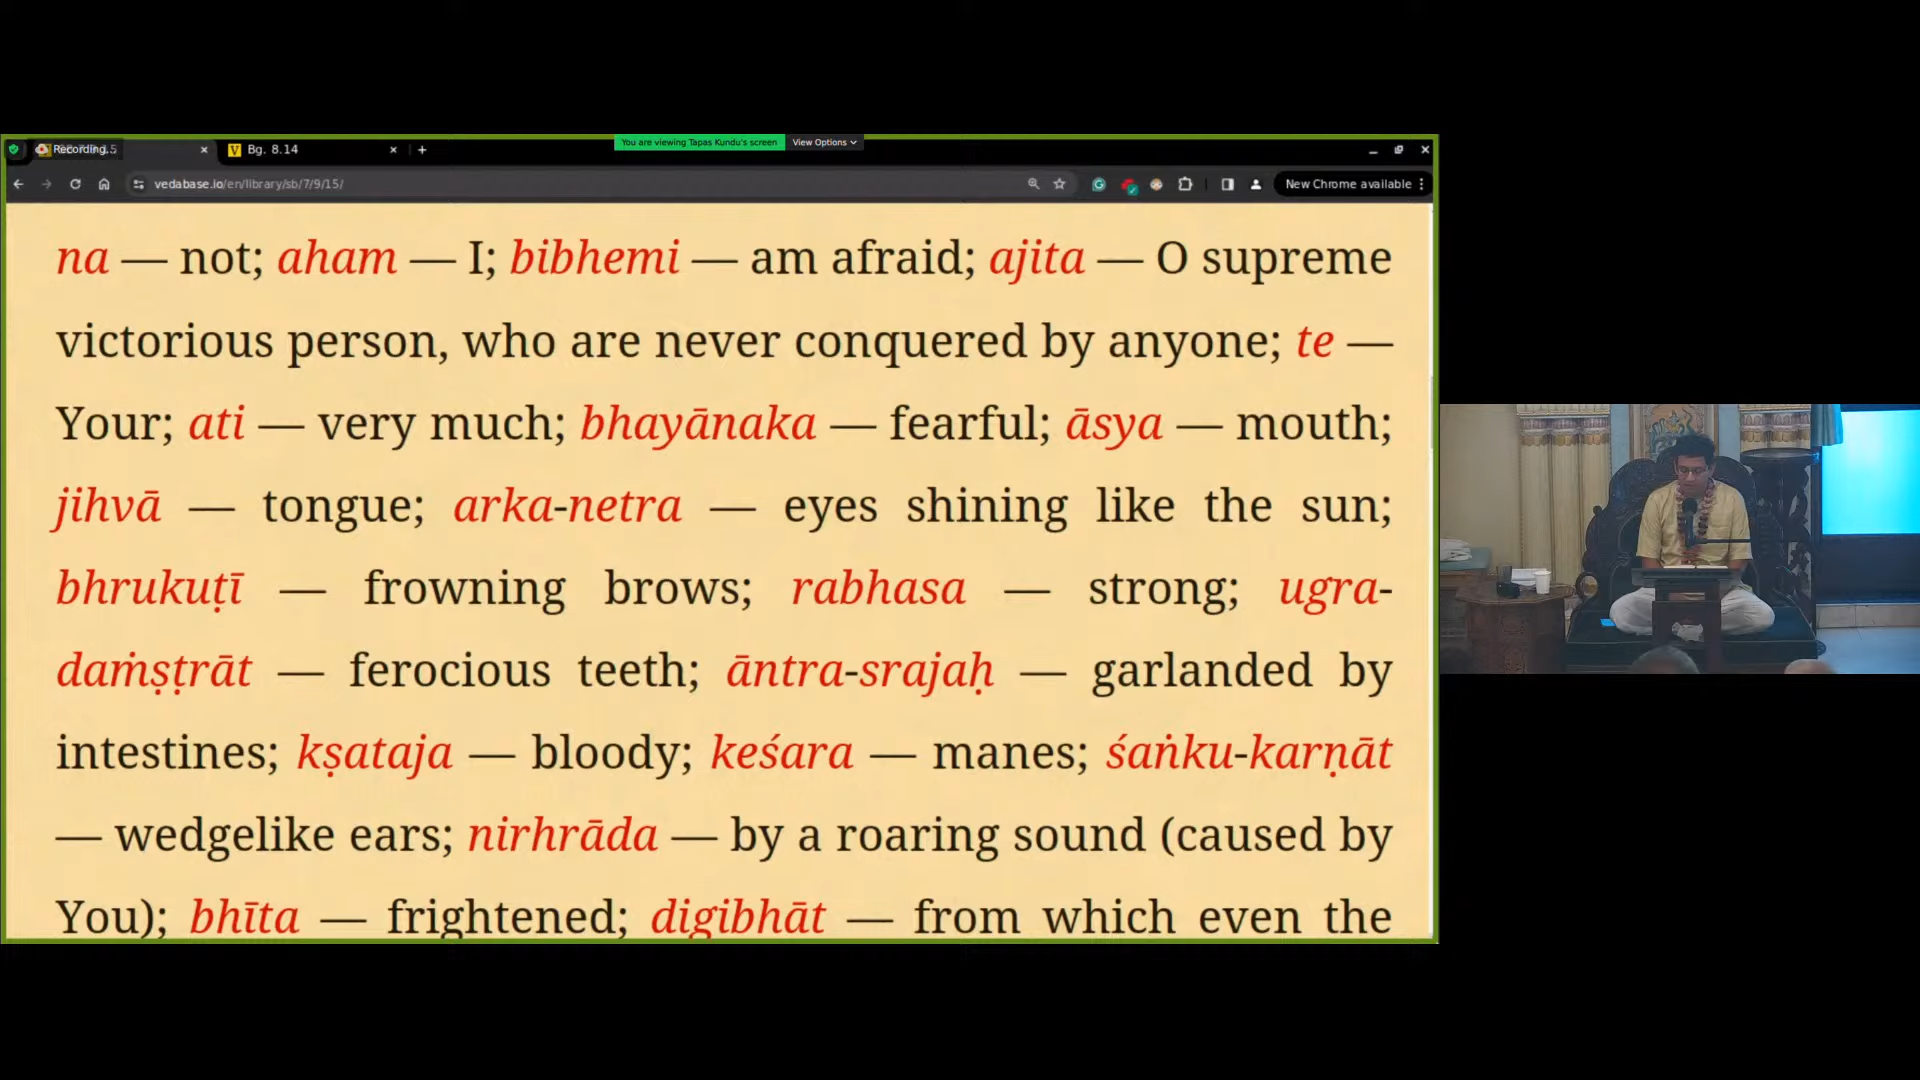 Recording...
Bg. 8.14
You are viewing Tapas Kundu's screen
View Options
vedabase.io/en/library/sb/7/9/15/
New Chrome available
na — not; aham — I; bibhemi — am afraid; ajita — O supreme
victorious person, who are never conquered by anyone; te —
Your; ati — very much; bhayānaka — fearful; āsya — mouth;
jihvā — tongue; arka-netra — eyes shining like the sun;
bhrukuṭī — frowning brows; rabhasa — strong; ugra-
daṁṣṭrāt — ferocious teeth; āntra-srajaḥ — garlanded by
intestines; kṣataja — bloody; keśara — manes; śaṅku-karṇāt
— wedgelike ears; nirhrāda — by a roaring sound (caused by
You); bhīta — frightened; digibhāt — from which even the